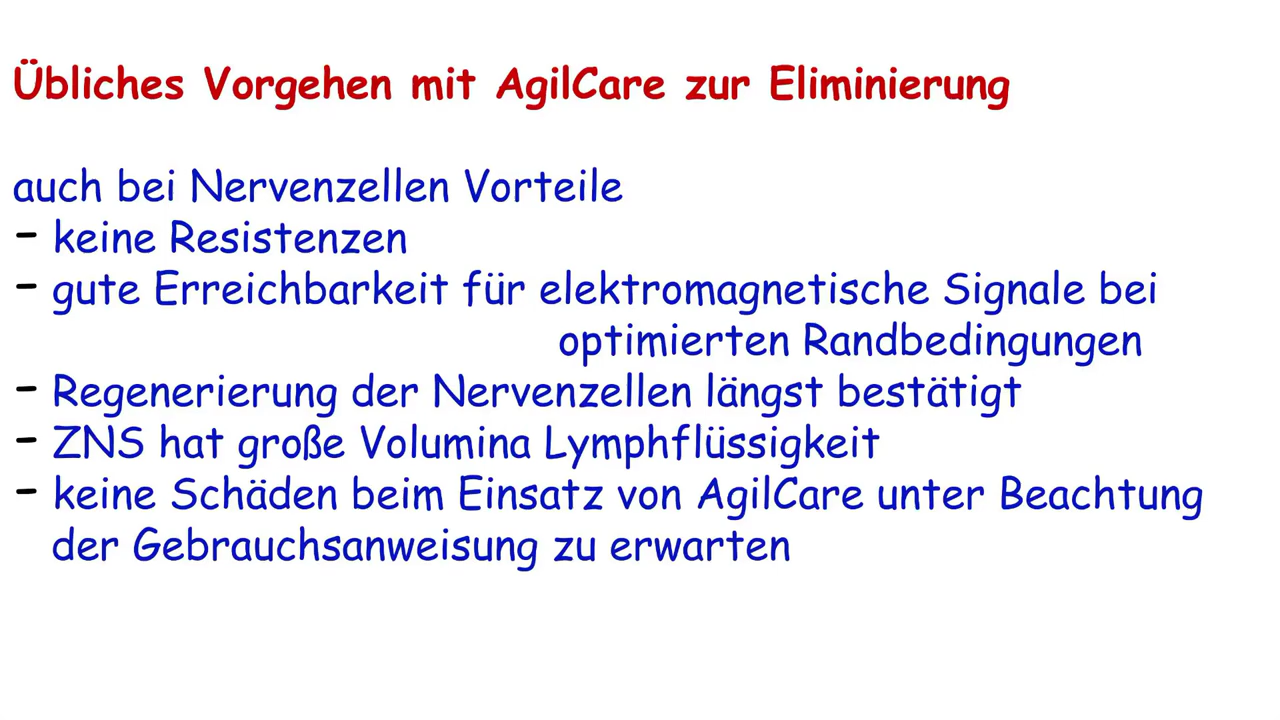 Übliches Vorgehen mit AgilCare zur Eliminierung
auch bei Nervenzellen Vorteile
- keine Resistenzen
- gute Erreichbarkeit für elektromagnetische Signale bei
optimierten Randbedingungen
- Regenerierung der Nervenzellen längst bestätigt
- ZNS hat große Volumina Lymphflüssigkeit
- keine Schäden beim Einsatz von AgilCare unter Beachtung
der Gebrauchsanweisung zu erwarten